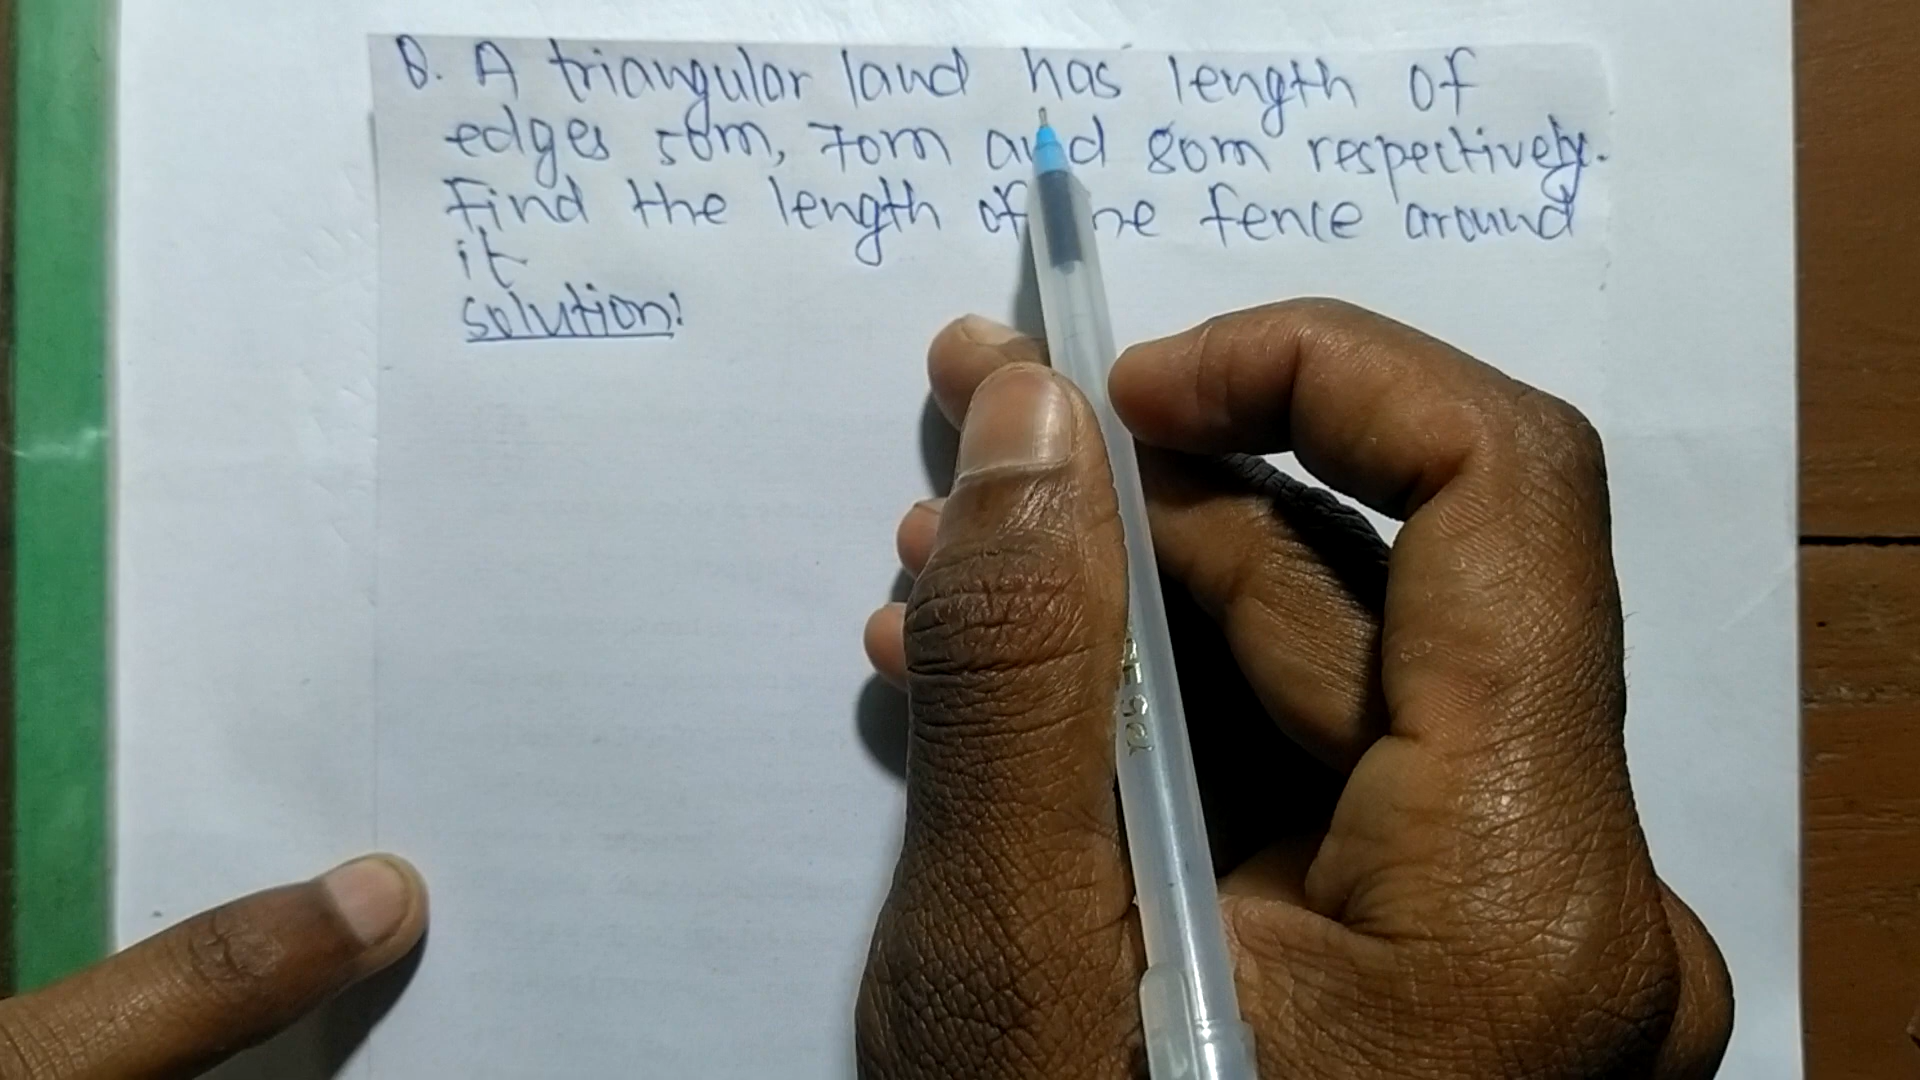 Q. A triangular land has length of
edges 50m, 70m and 80m respectively.
Find the length of he fence around
it
solution: